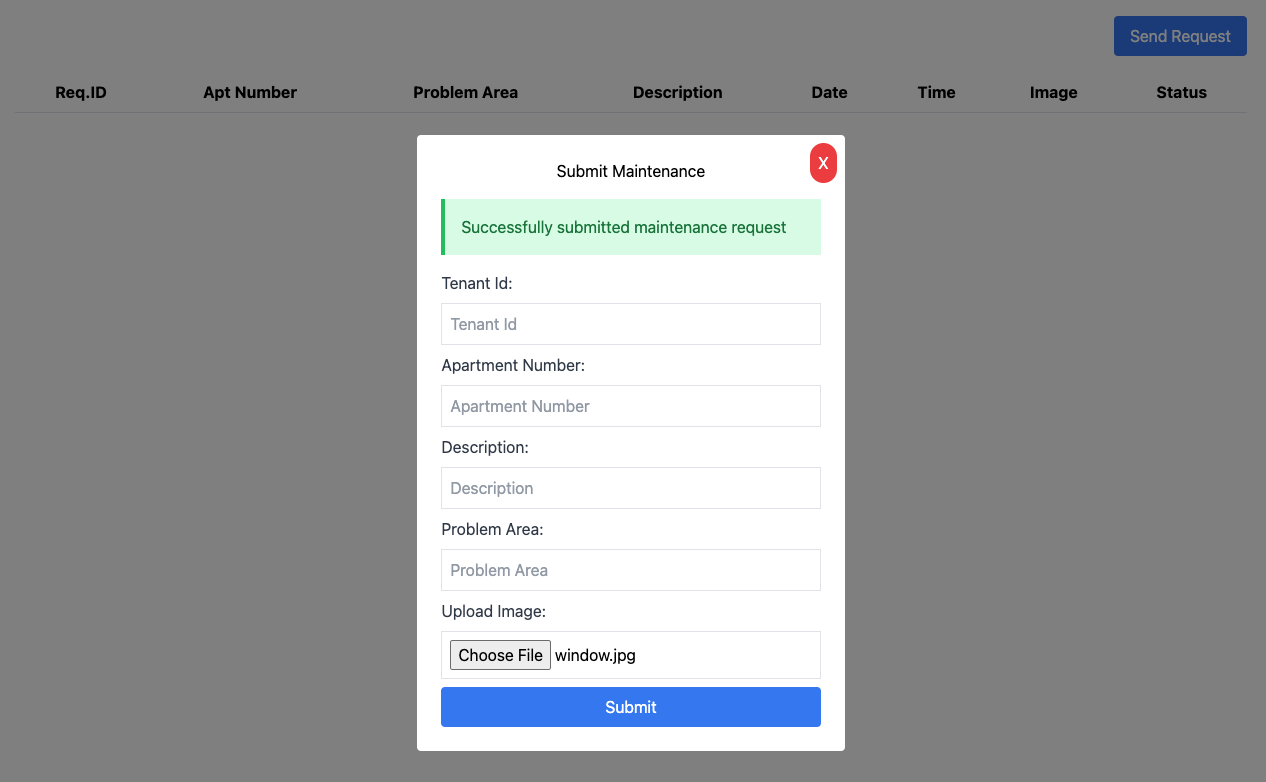 Send Request
Req.ID Apt Number Problem Area Description Date Time Image Status
Submit Maintenance
X
Successfully submitted maintenance request
Tenant Id:
Tenant Id
Apartment Number:
Apartment Number
Description:
Description
Problem Area:
Problem Area
Upload Image:
Choose File window.jpg
Submit